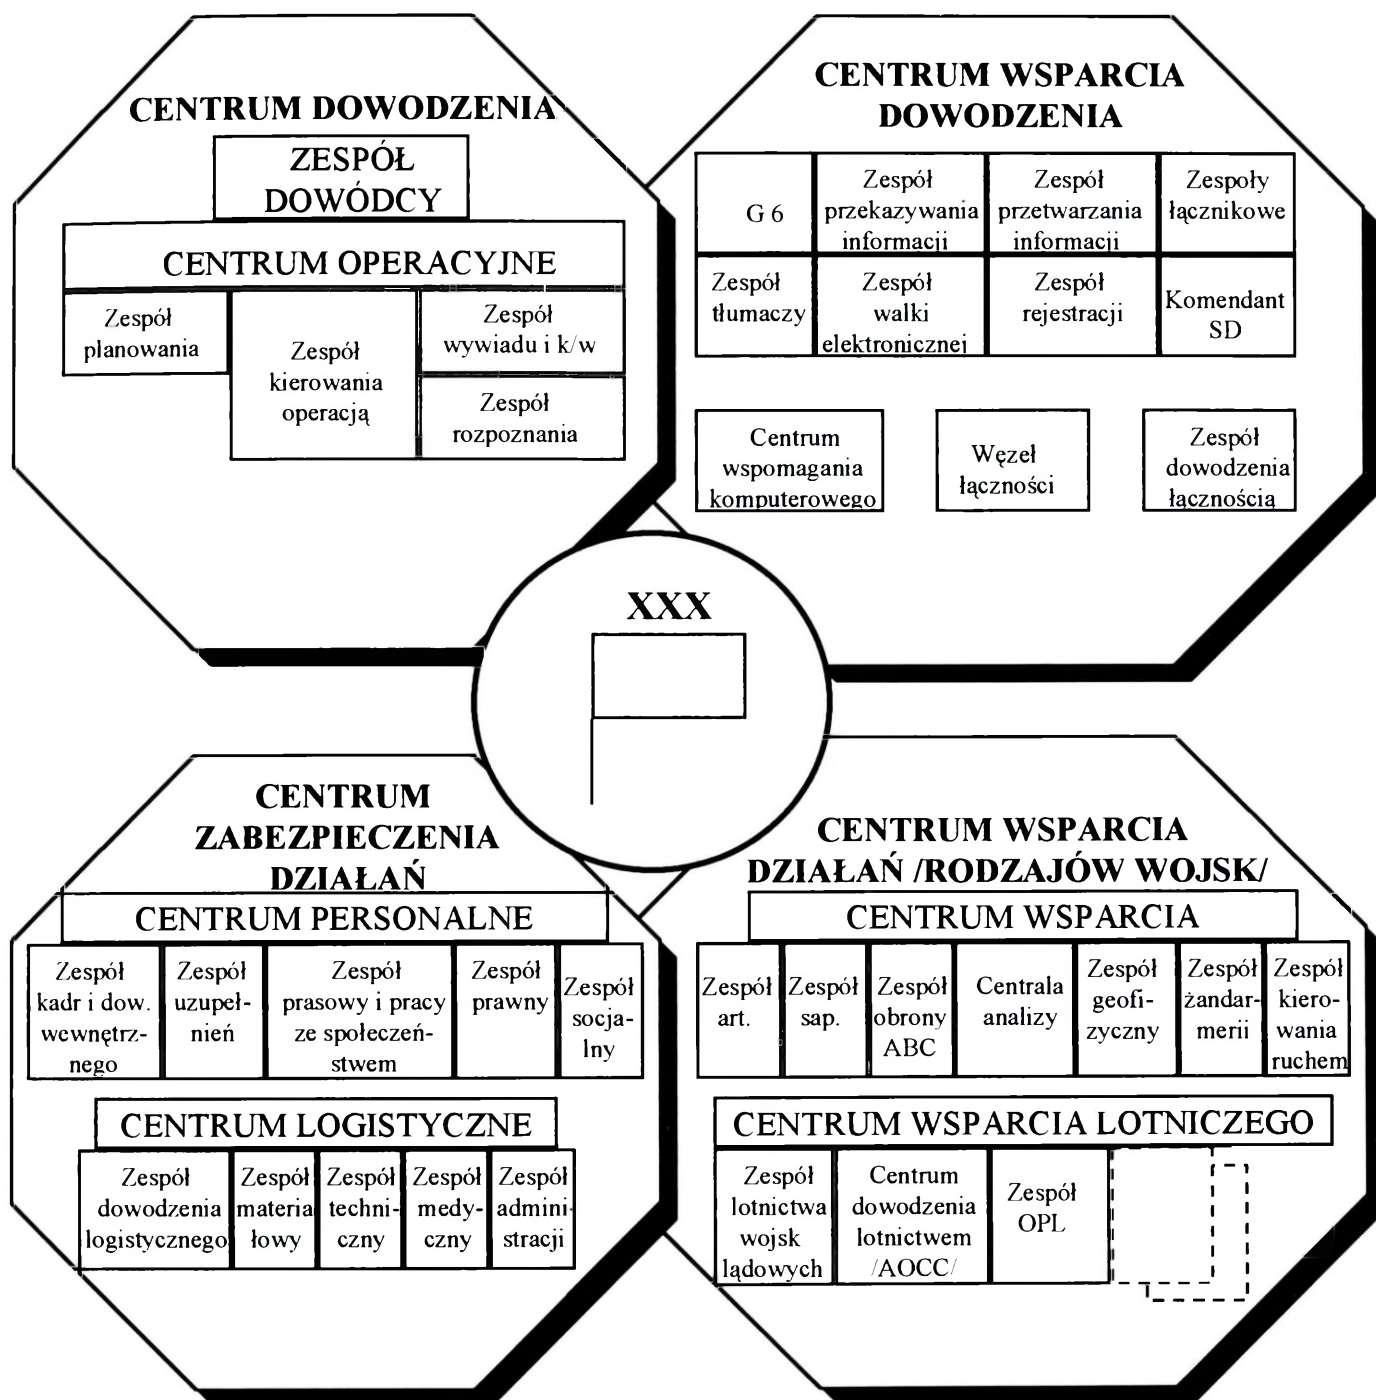 CENTRUM DOWODZENIA
ZESPÓŁ
DOWÓDCY
CENTRUM OPERACYJNE
Zespół
planowania
Zespół
kierowania
operacją
Zespół
wywiadu i k/w
Zespół
rozpoznania
CENTRUM WSPARCIA
DOWODZENIA
G 6
Zespół
przekazywania
informacji
Zespół
przetwarzania
informacji
Zespoły
łącznikowe
Zespół
tłumaczy
Zespół
walki
elektronicznej
Zespół
rejestracji
Komendant
SD
Centrum
wspomagania
komputerowego
Węzeł
łączności
Zespół
dowodzenia
łącznością
XXX
CENTRUM
ZABEZPIECZENIA
DZIAŁAŃ
CENTRUM PERSONALNE
Zespół
kadr i dow.
wewnętrz-
nego
Zespół
uzupeł-
nień
Zespół
prasowy i pracy
ze społeczeń-
stwem
Zespół
prawny
Zespół
socja-
lny
CENTRUM LOGISTYCZNE
Zespół
dowodzenia
logistycznego
Zespół
materia
łowy
Zespół
techni-
czny
Zespół
medy-
czny
Zespół
admini-
stracji
CENTRUM WSPARCIA
DZIAŁAŃ /RODZAJÓW WOJSK/
CENTRUM WSPARCIA
Zespół
art.
Zespół
sap.
Zespół
obrony
ABC
Centrala
analizy
Zespół
geofi-
zyczny
Zespół
żandar-
merii
Zespół
kiero-
wania
ruchem
CENTRUM WSPARCIA LOTNICZEGO
Zespół
lotnictwa
wojsk
lądowych
Centrum
dowodzenia
lotnictwem
/AOCC/
Zespół
OPL